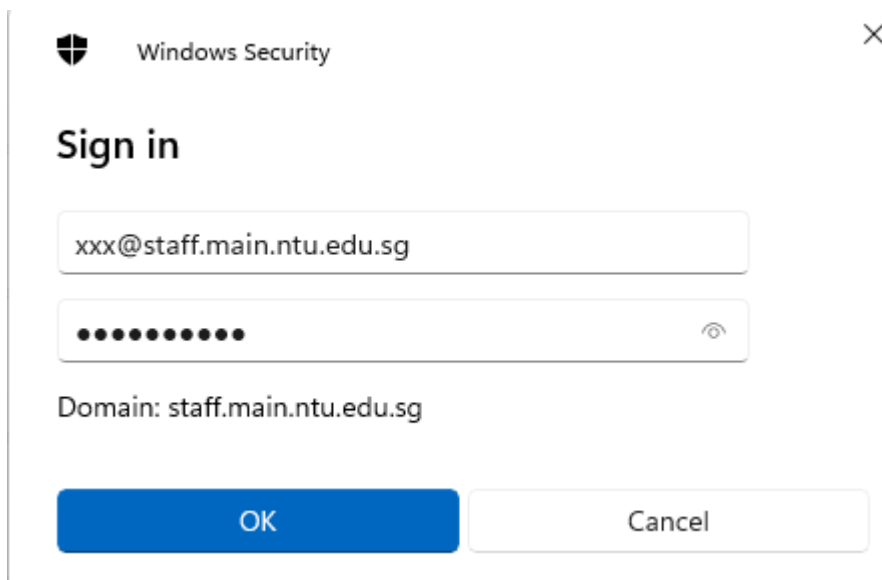 Windows Security
Sign in
xxx@staff.main.ntu.edu.sg
●●●●●●●●●●
Domain: staff.main.ntu.edu.sg
OK
Cancel